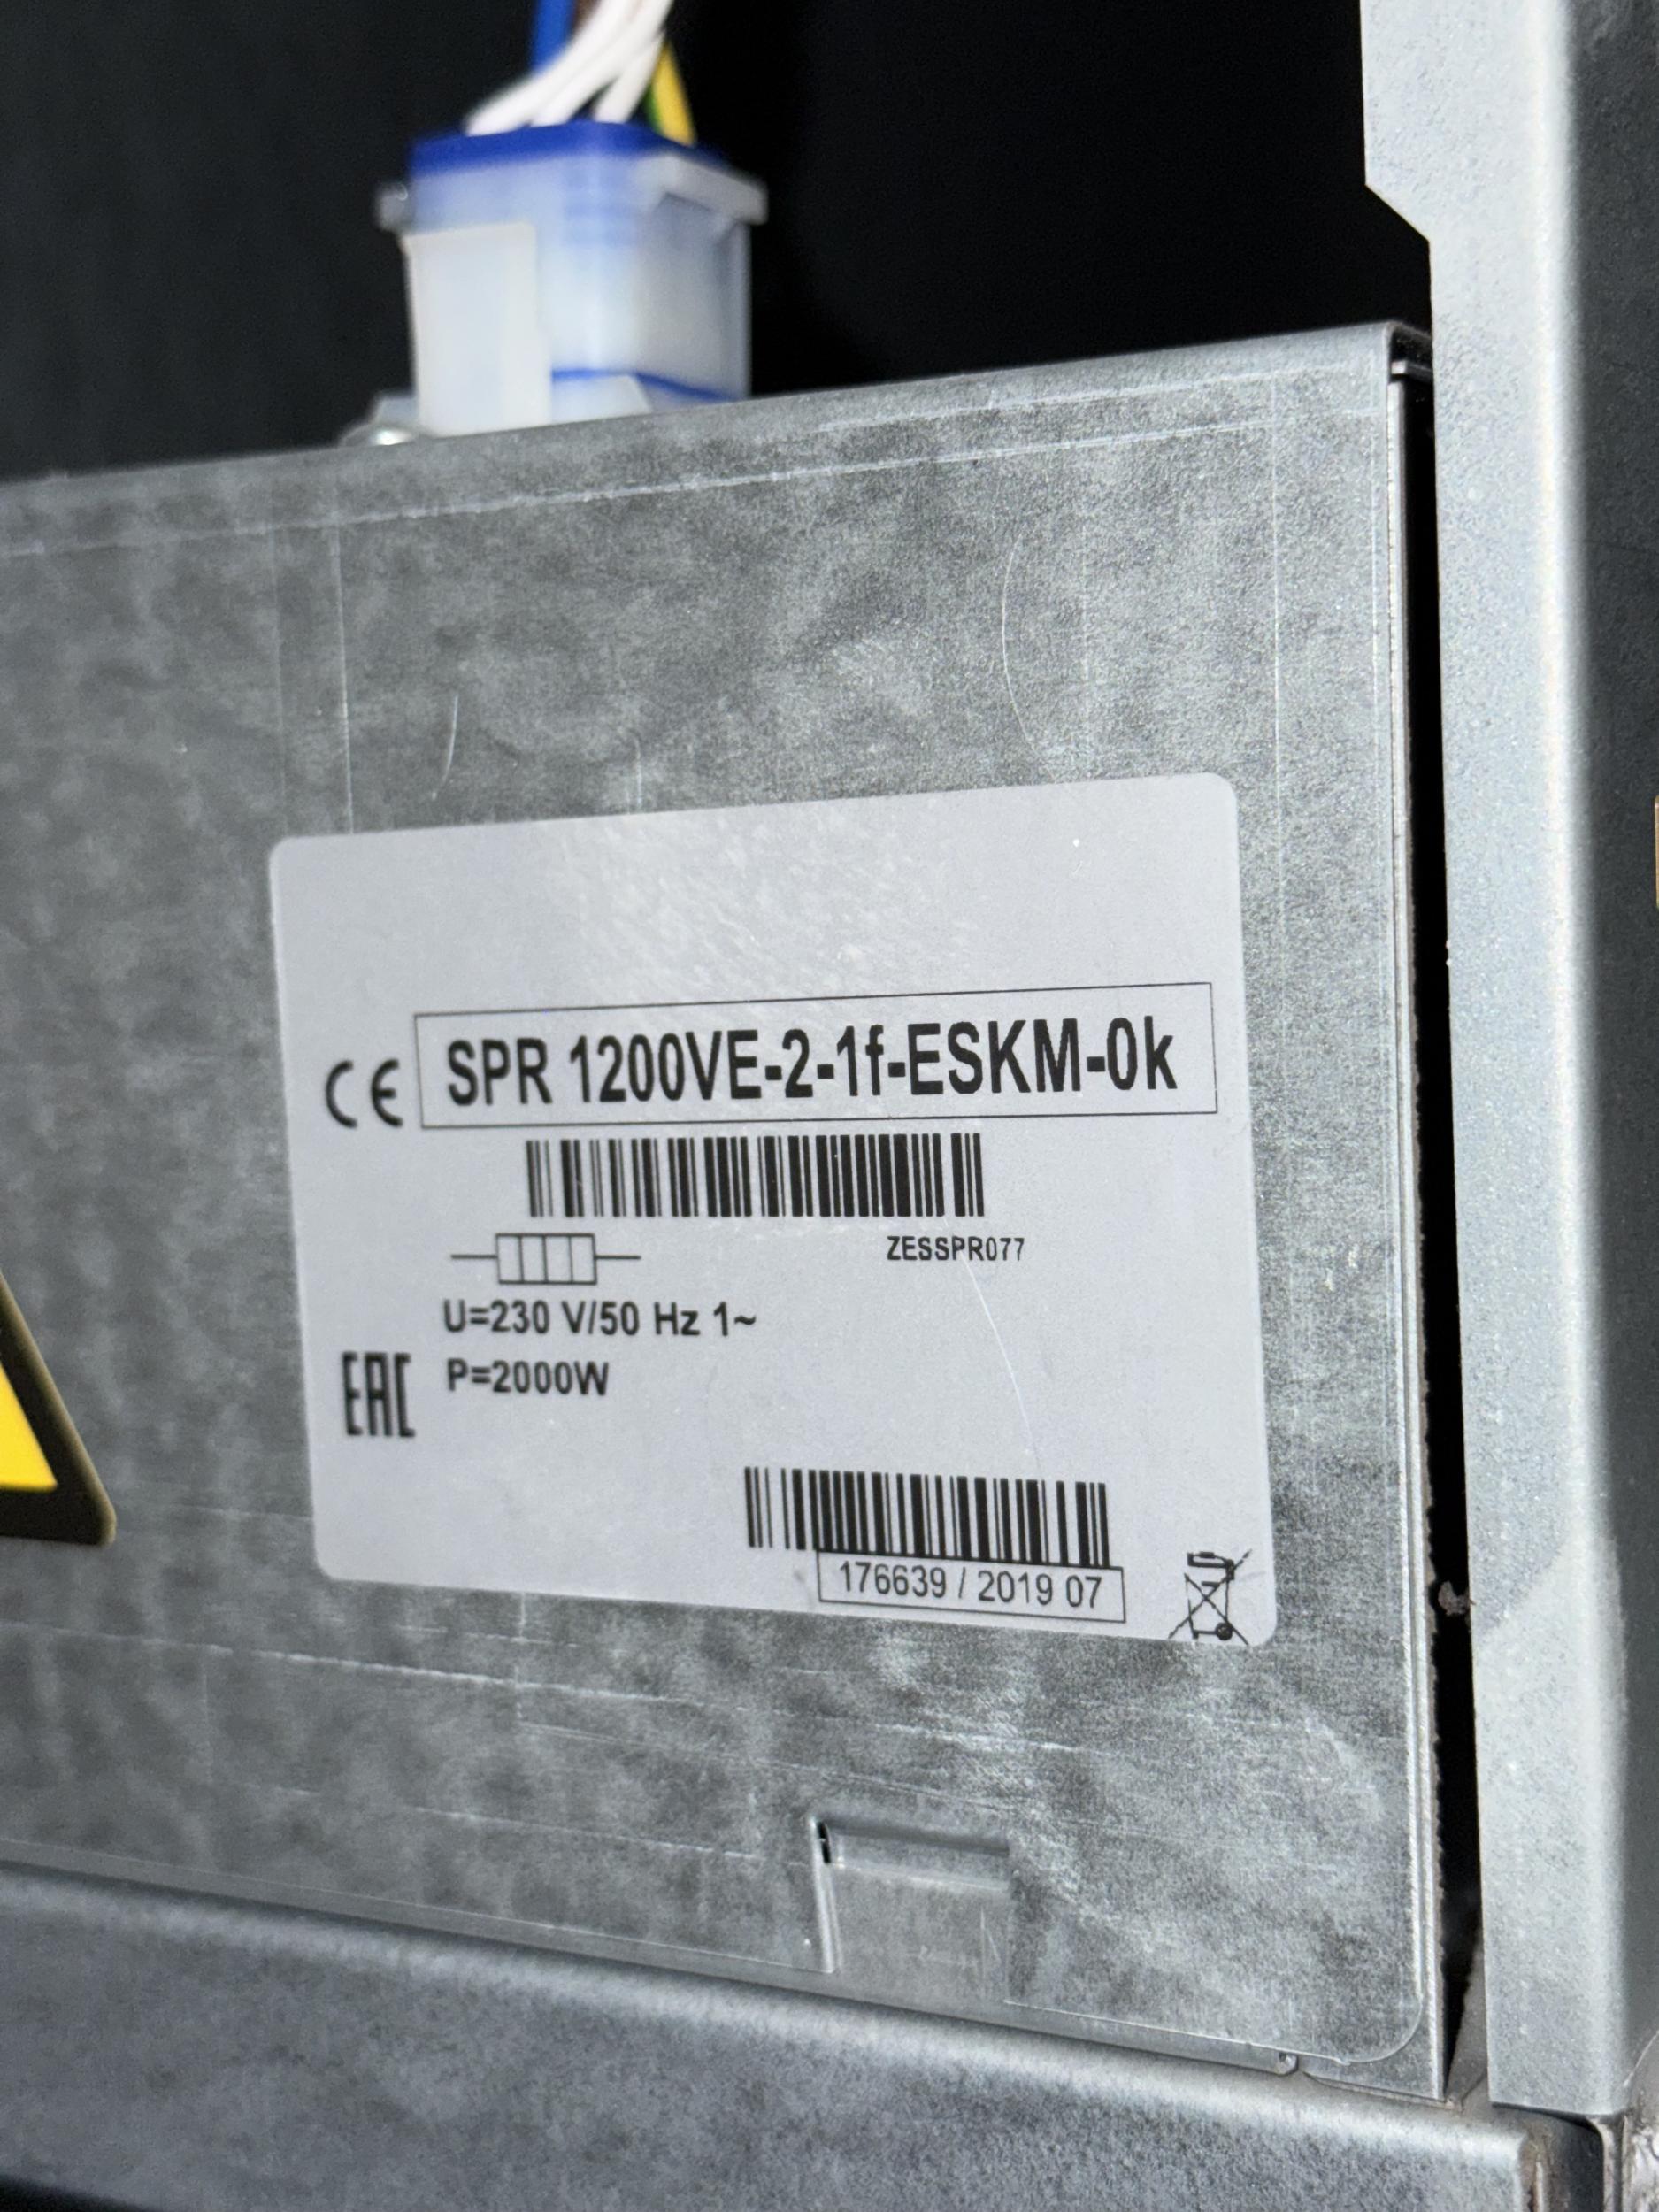 CE SPR 1200VE-2-1f-ESKM-0k
ZESSPR077
U=230 V/50 Hz 1~
EAC P=2000W
176639 / 2019 07